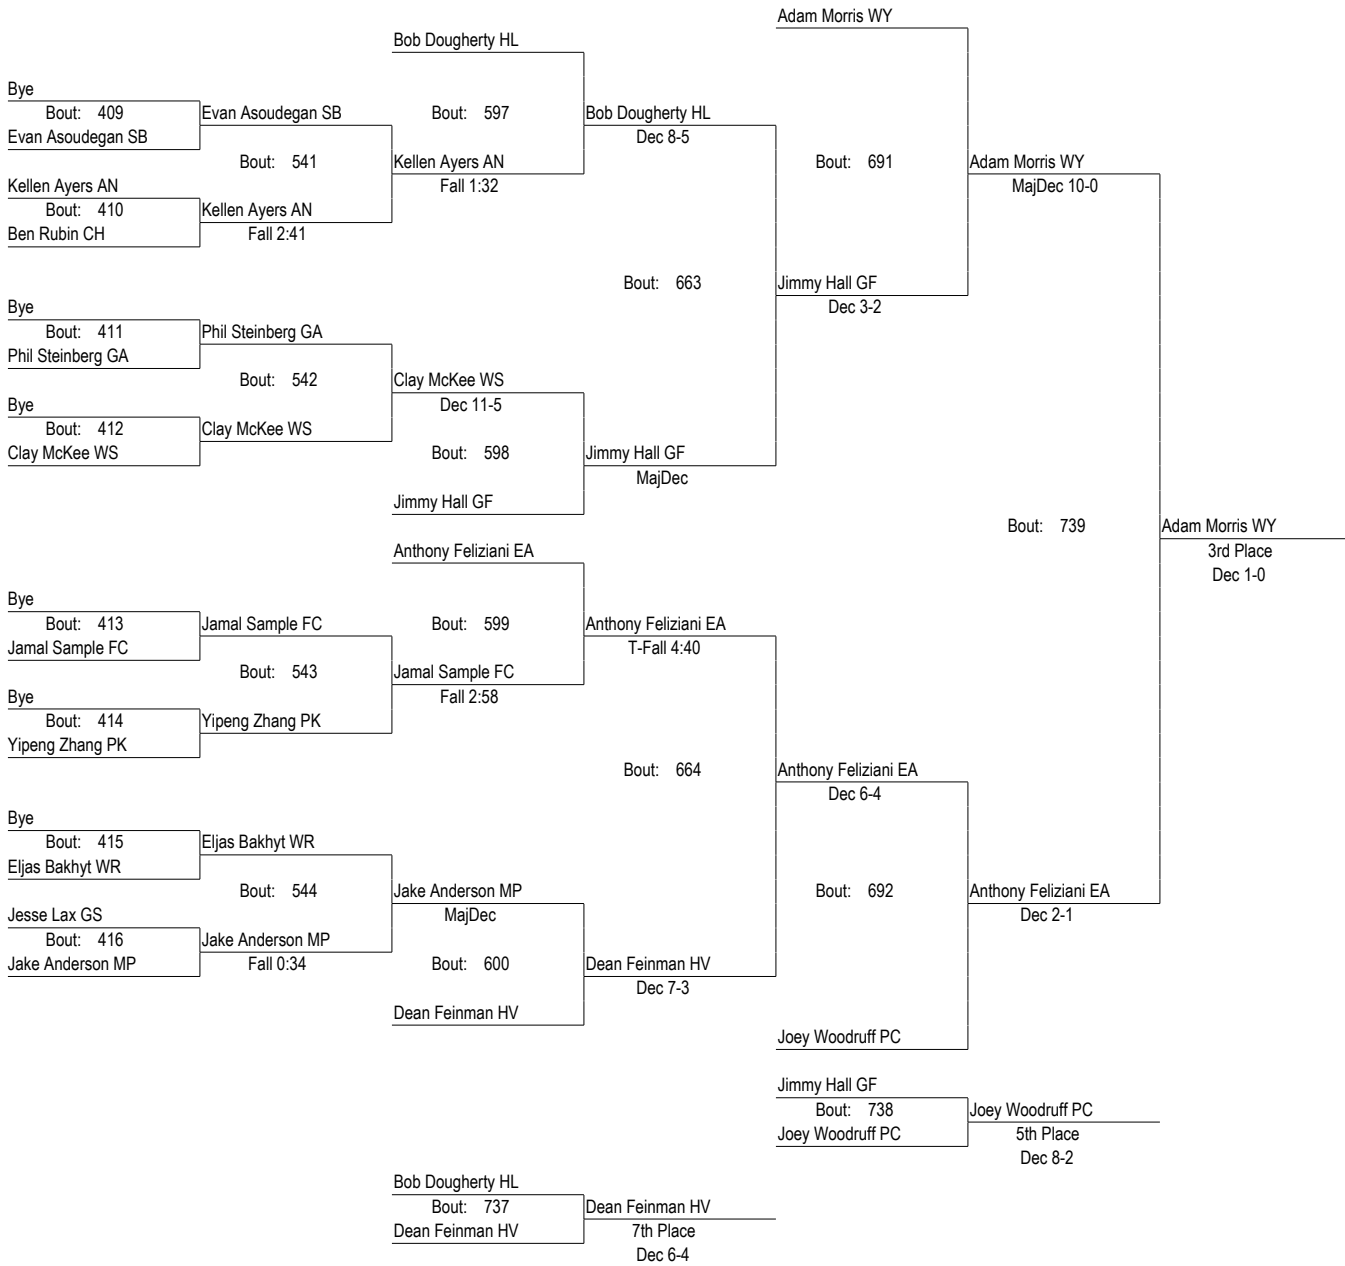 Adam Morris WY
Bob Dougherty HL
Bye
Bout: 409
Evan Asoudegan SB
Bout: 597
Bob Dougherty HL
Evan Asoudegan SB
Dec 8-5
Bout: 541
Kellen Ayers AN
Bout: 691
Adam Morris WY
Kellen Ayers AN
Fall 1:32
MajDec 10-0
Bout: 410
Kellen Ayers AN
Ben Rubin CH
Fall 2:41
Bout: 663
Jimmy Hall GF
Bye
Dec 3-2
Bout: 411
Phil Steinberg GA
Phil Steinberg GA
Bout: 542
Clay McKee WS
Bye
Dec 11-5
Bout: 412
Clay McKee WS
Clay McKee WS
Bout: 598
Jimmy Hall GF
MajDec
Jimmy Hall GF
Bout: 739
Adam Morris WY
Anthony Feliziani EA
3rd Place
Dec 1-0
Bye
Bout: 413
Jamal Sample FC
Bout: 599
Anthony Feliziani EA
Jamal Sample FC
T-Fall 4:40
Bout: 543
Jamal Sample FC
Bye
Fall 2:58
Bout: 414
Yipeng Zhang PK
Yipeng Zhang PK
Bout: 664
Anthony Feliziani EA
Dec 6-4
Bye
Bout: 415
Eljas Bakhyt WR
Eljas Bakhyt WR
Bout: 544
Jake Anderson MP
Bout: 692
Anthony Feliziani EA
Jesse Lax GS
MajDec
Dec 2-1
Bout: 416
Jake Anderson MP
Jake Anderson MP
Fall 0:34
Bout: 600
Dean Feinman HV
Dec 7-3
Dean Feinman HV
Joey Woodruff PC
Jimmy Hall GF
Bout: 738
Joey Woodruff PC
Joey Woodruff PC
5th Place
Dec 8-2
Bob Dougherty HL
Bout: 737
Dean Feinman HV
Dean Feinman HV
7th Place
Dec 6-4